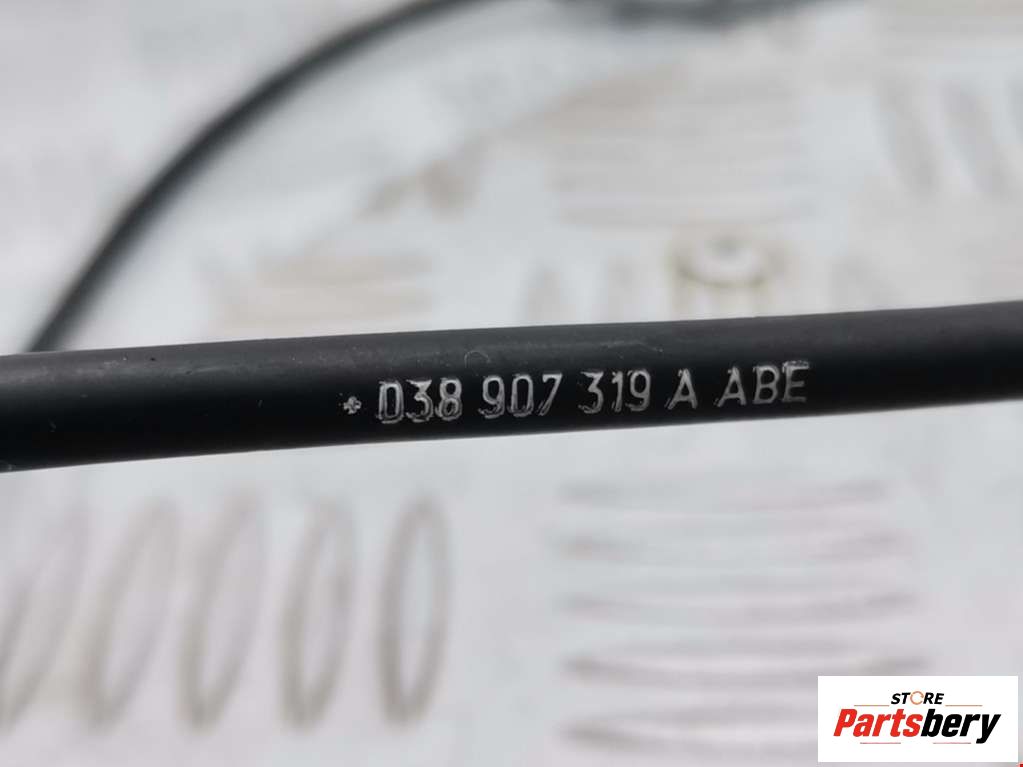 + 038 907 319 A ABE
STORE
Partsbery